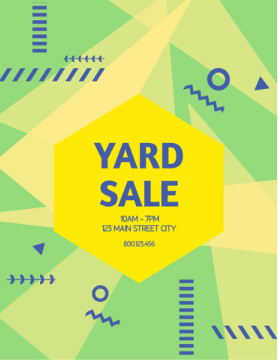 YARD
SALE
10AM - 7PM
123 MAIN STREET CITY
800.123.456